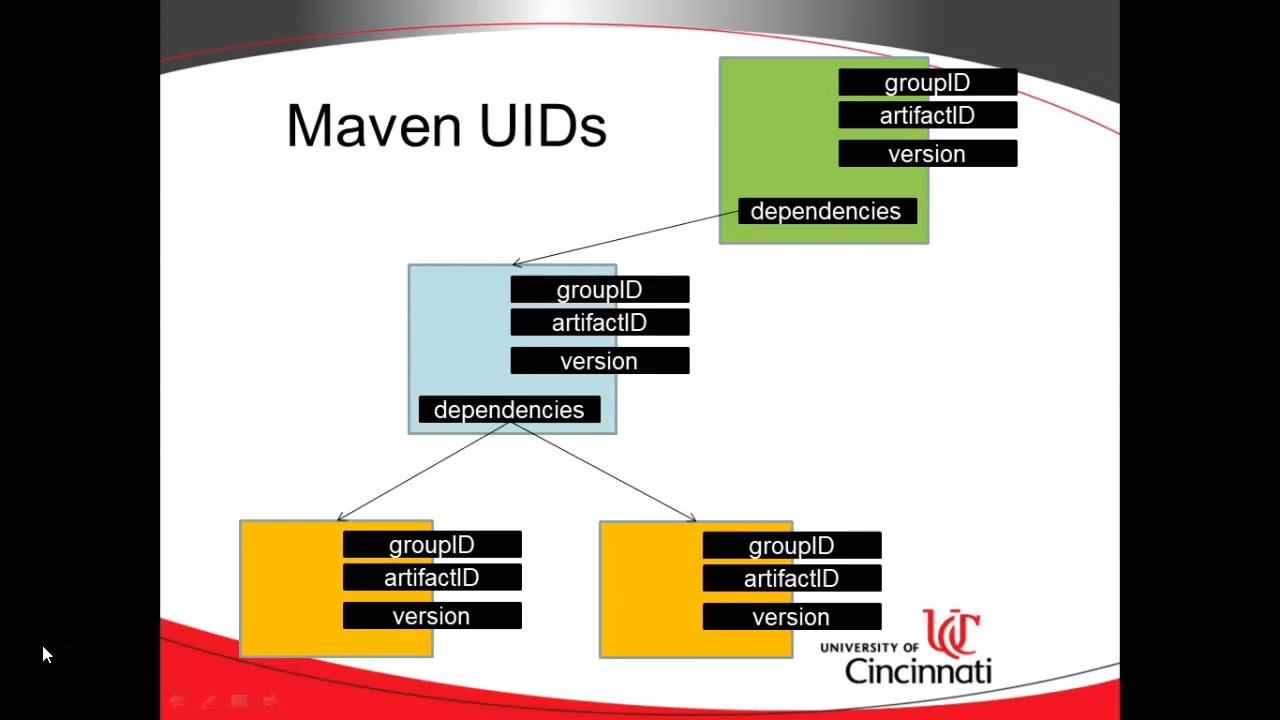 Maven UIDs
groupID
artifactID
version
dependencies
groupID
artifactID
version
dependencies
groupID
artifactID
version
groupID
artifactID
version
UNIVERSITY OF
UC
Cincinnati